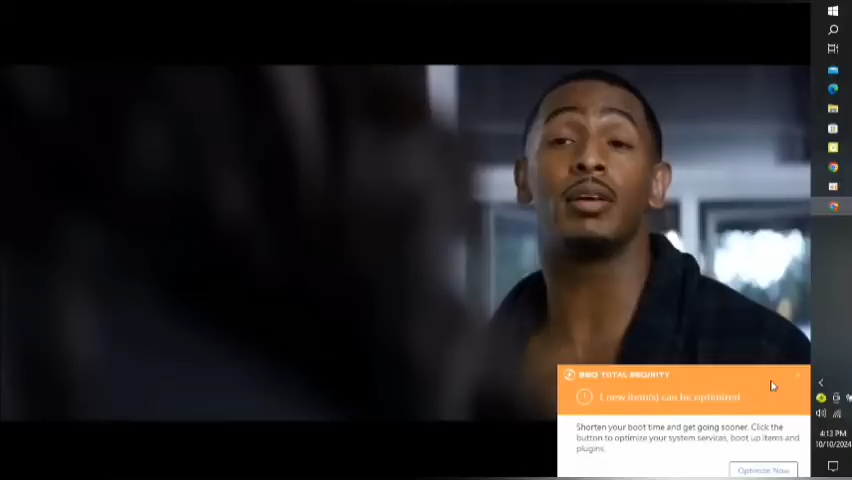 360 TOTAL SECURITY
1 new item(s) can be optimized
Shorten your boot time and get going sooner. Click the
button to optimize your system services, boot up items and
plugins.
Optimize Now
4:13 PM
10/10/2024